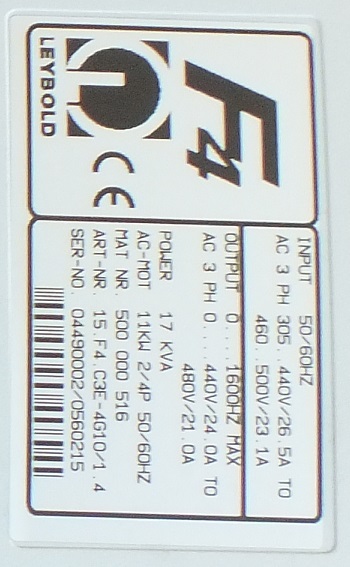 F4
LEYBOLD
CE
INPUT 50/60HZ
AC 3 PH 305..440V/26.5A TO
460..500V/23.1A
OUTPUT 0....1600HZ MAX
AC 3 PH 0....440V/24.0A TO
480V/21.0A
POWER 17 KVA
AC-MOT 11KW 2/4P 50/60HZ
MAT NR. 500 000 516
ART-NR. 15.F4.C3E-4G10/1.4
SER-NO. 04490002/0560215